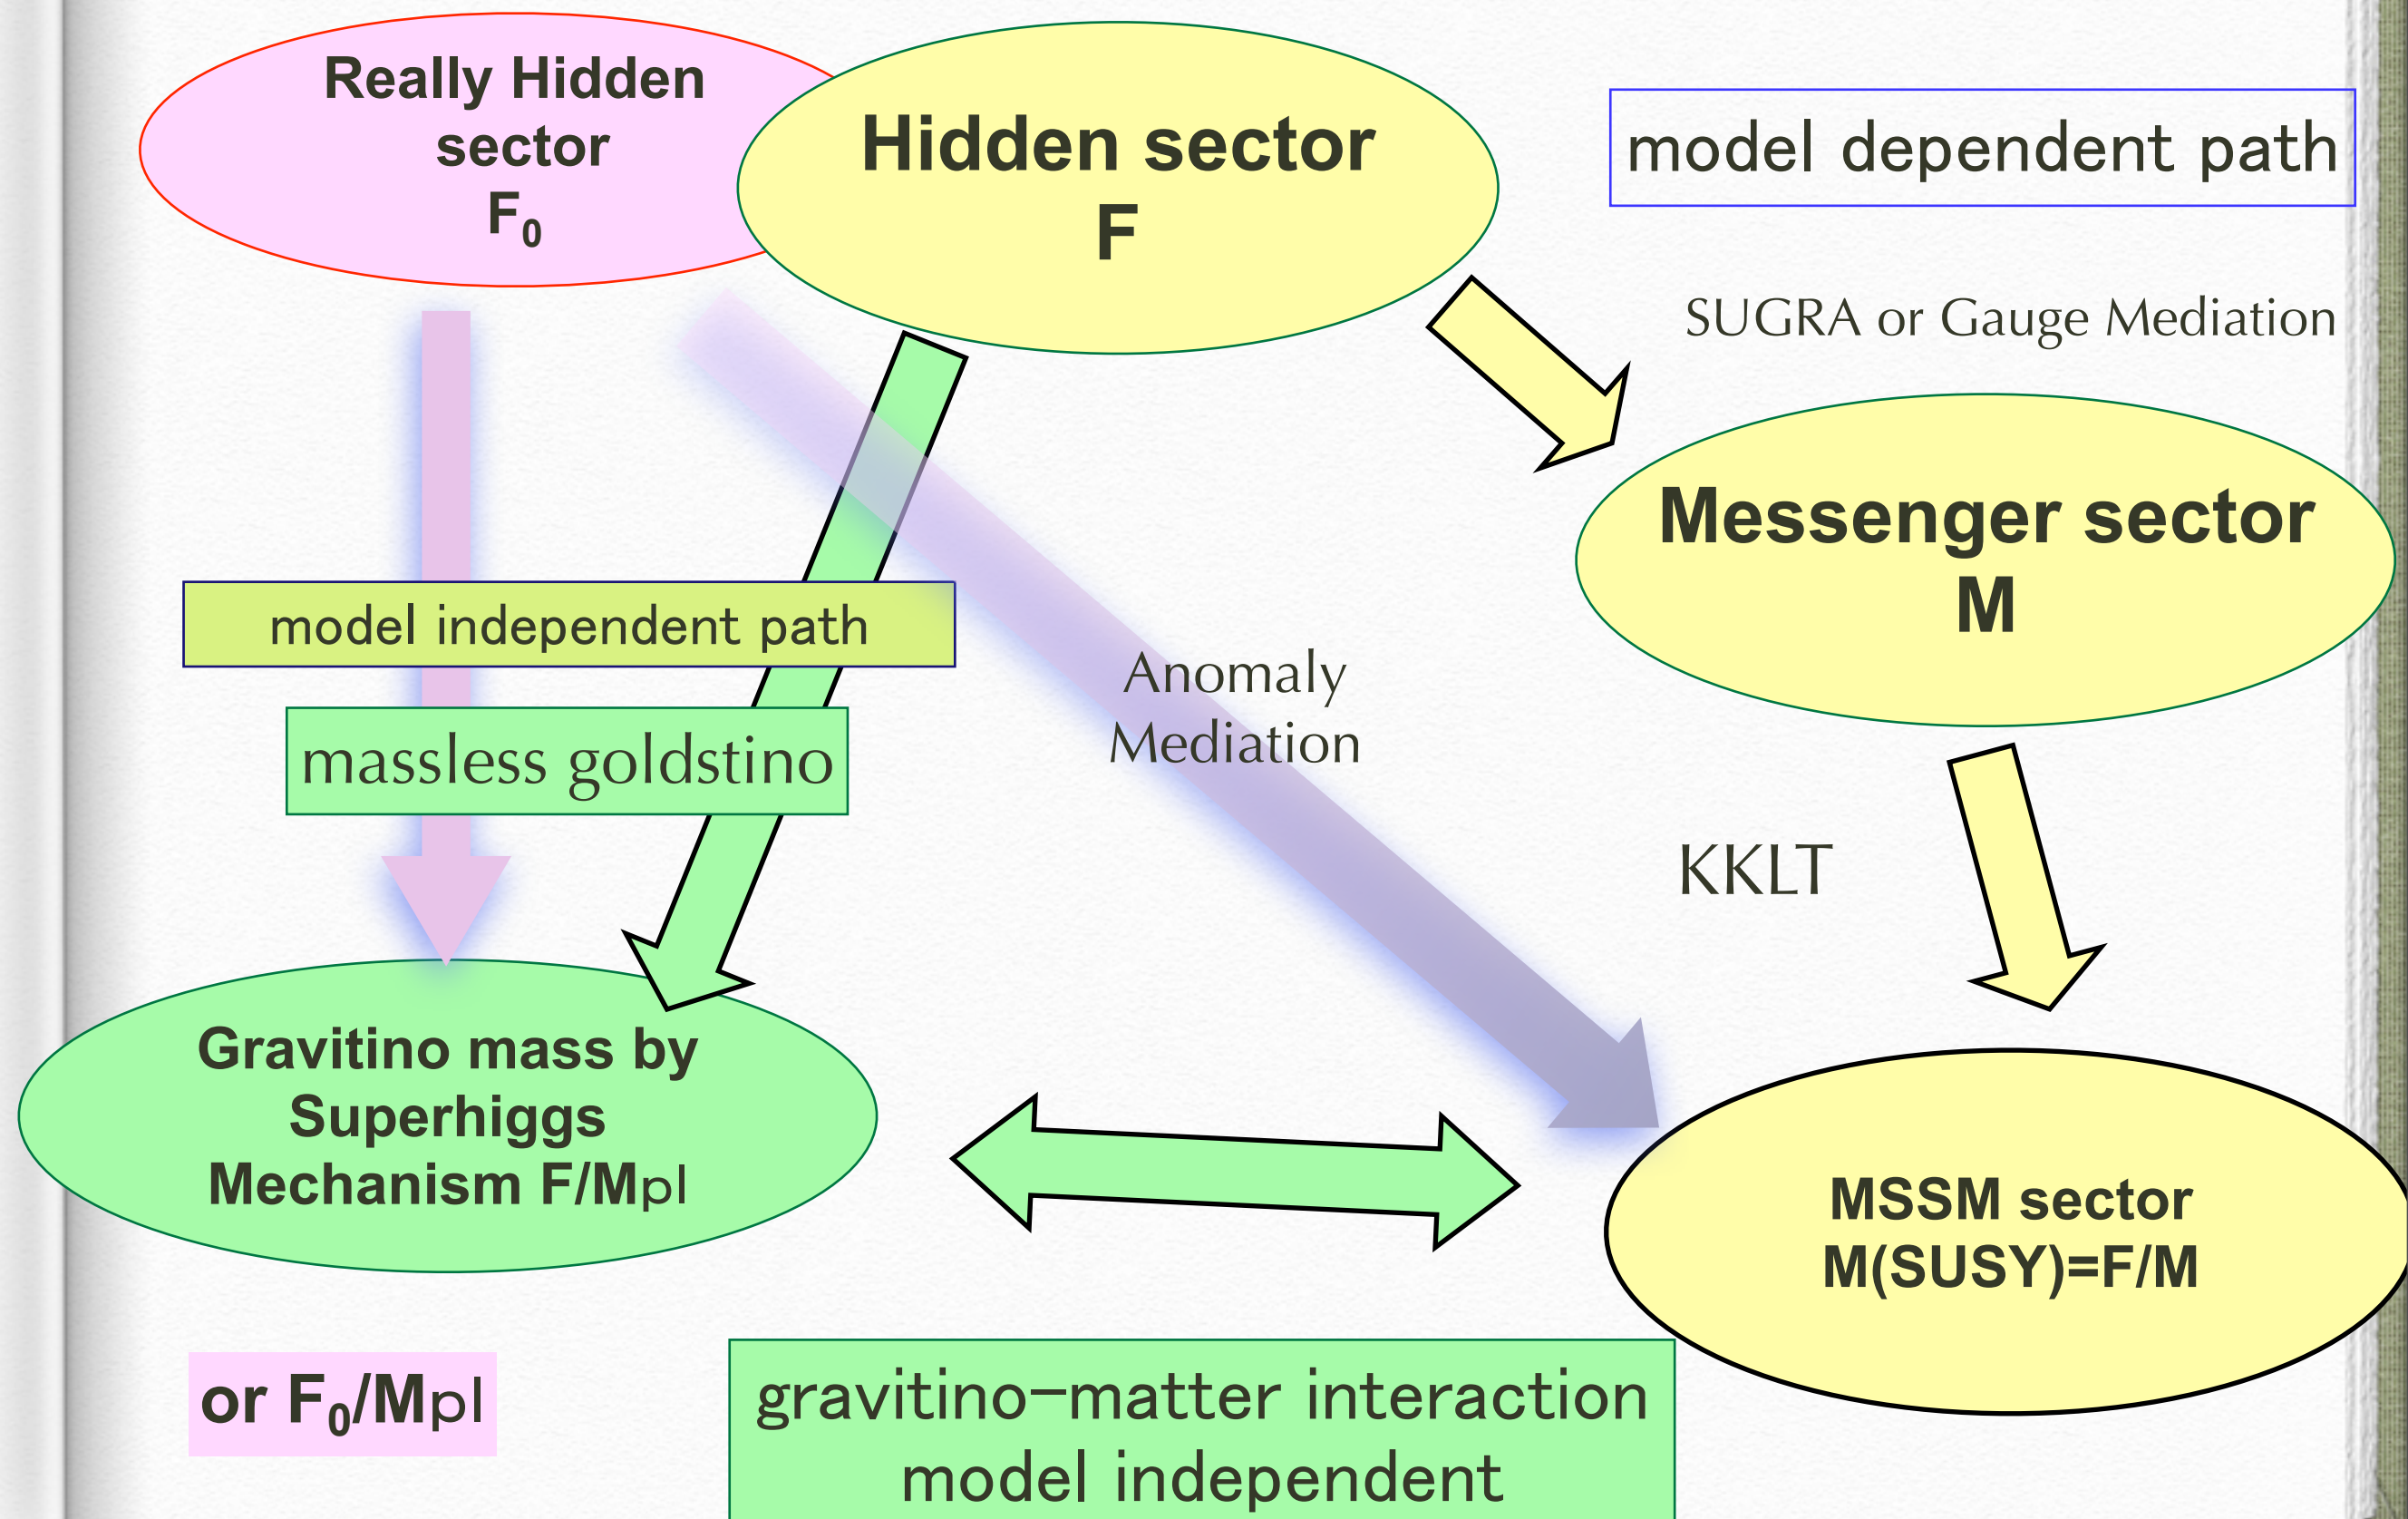 Really Hidden
sector
F₀
Hidden sector
F
model dependent path
SUGRA or Gauge Mediation
Messenger sector
M
model independent path
massless goldstino
Anomaly
Mediation
KKLT
Gravitino mass by
Superhiggs
Mechanism F/Mpl
MSSM sector
M(SUSY)=F/M
or F₀/Mpl
gravitino-matter interaction
model independent